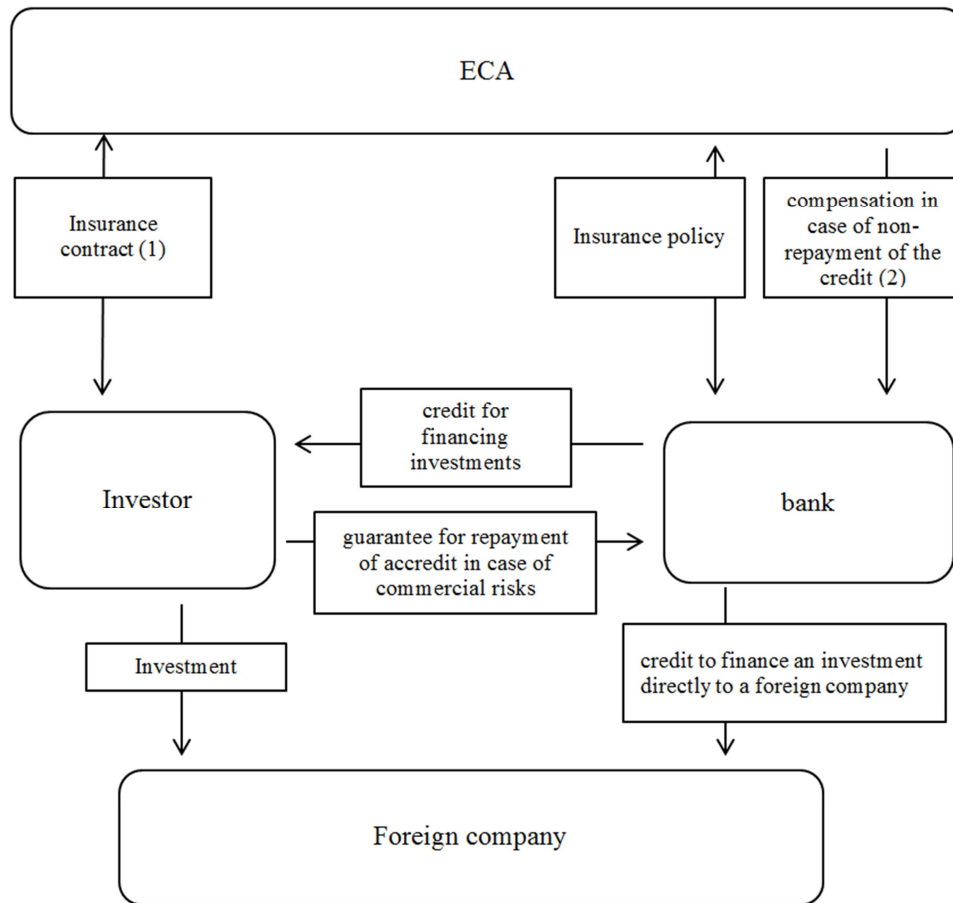 ECA
Insurance
contract (1)
Insurance policy
compensation in
case of non-
repayment of the
credit (2)
credit for
financing
investments
Investor
bank
guarantee for repayment
of accredit in case of
commercial risks
Investment
credit to finance an investment
directly to a foreign company
Foreign company